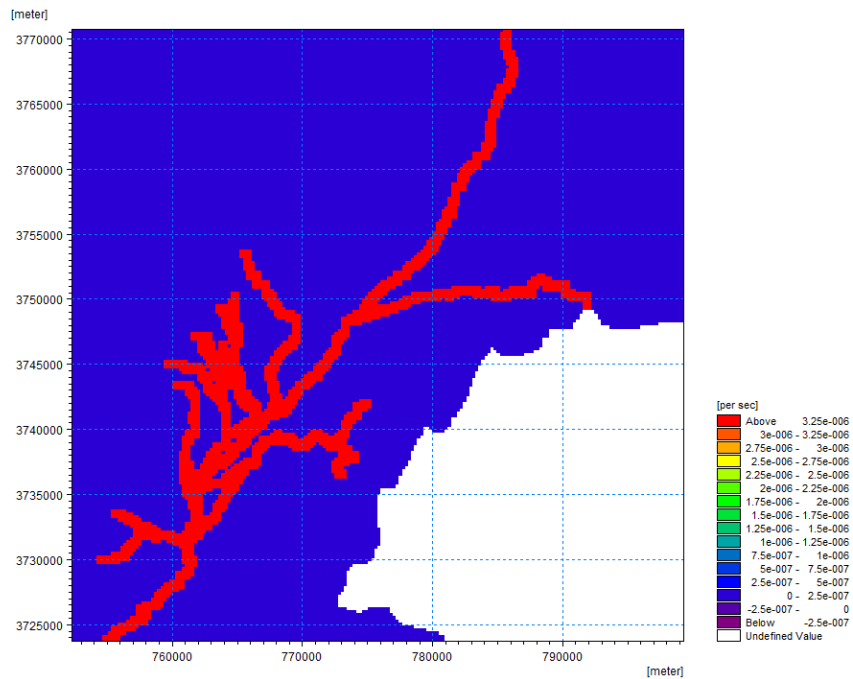 [meter]
3770000
3765000
3760000
3755000
3750000
3745000
3740000
3735000
3730000
3725000
760000 770000 780000 790000
[meter]
[per sec]
Above 3.25e-006
3e-006 - 3.25e-006
2.75e-006 - 3e-006
2.5e-006 - 2.75e-006
2.25e-006 - 2.5e-006
2e-006 - 2.25e-006
1.75e-006 - 2e-006
1.5e-006 - 1.75e-006
1.25e-006 - 1.5e-006
1e-006 - 1.25e-006
7.5e-007 - 1e-006
5e-007 - 7.5e-007
2.5e-007 - 5e-007
0 - 2.5e-007
-2.5e-007 - 0
Below -2.5e-007
Undefined Value